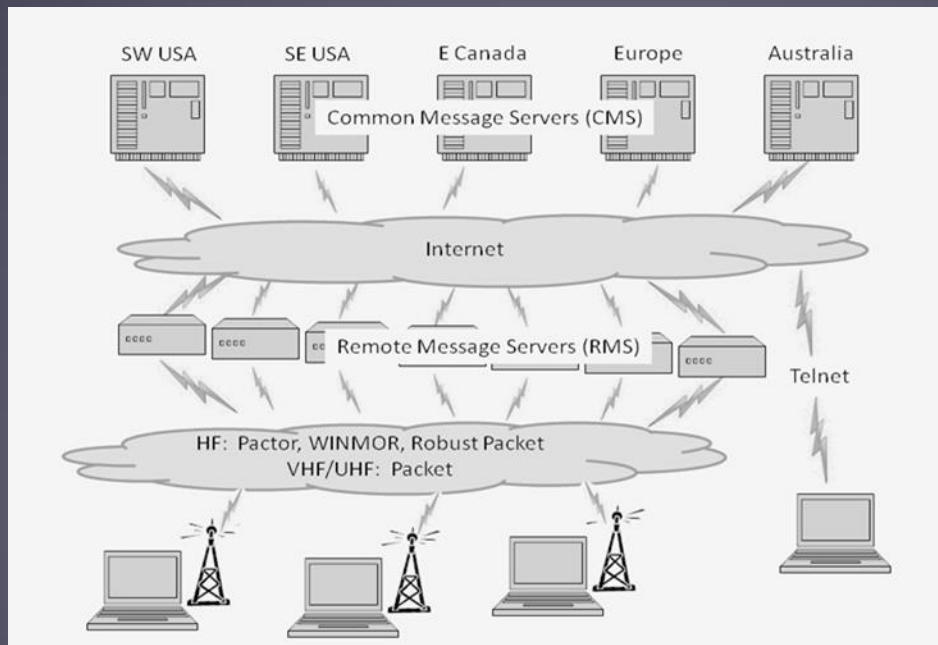 SW USA
SE USA
E Canada
Europe
Australia
Common Message Servers (CMS)
Internet
Remote Message Servers (RMS)
Telnet
HF: Pactor, WINMOR, Robust Packet
VHF/UHF: Packet